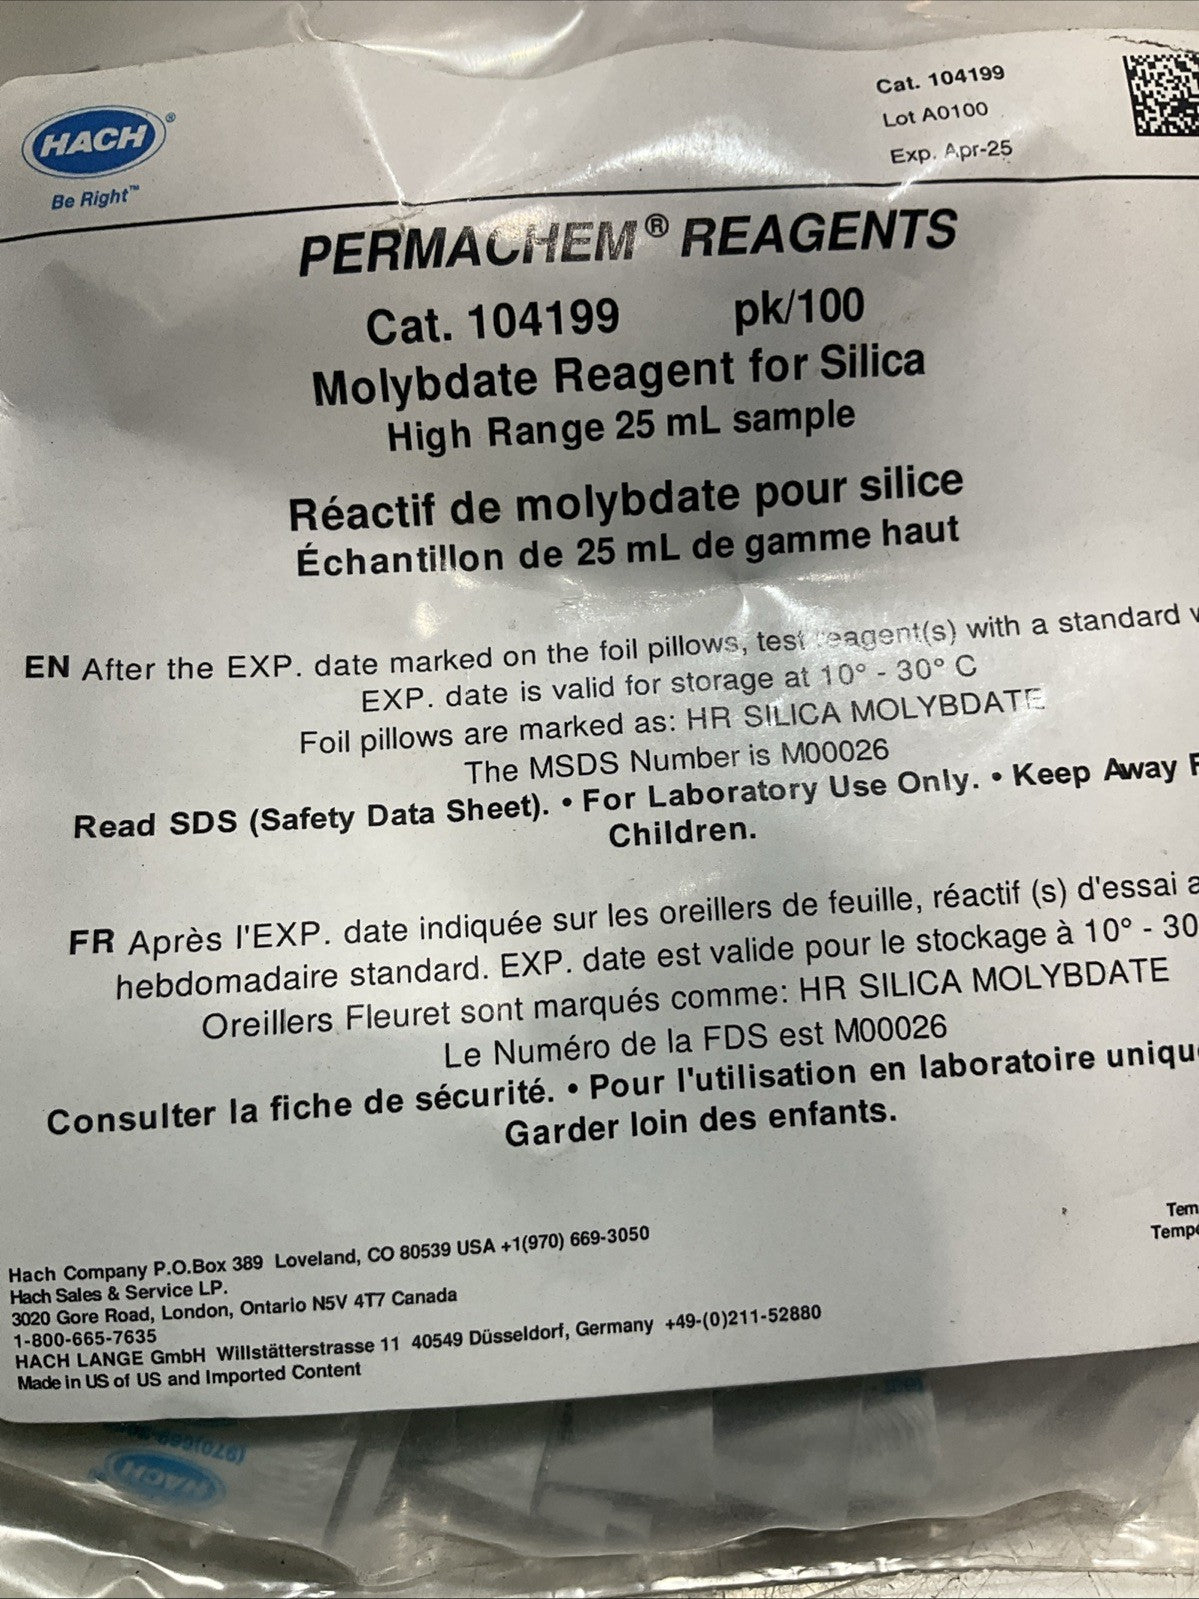 HACH®
Be Right™
Cat. 104199
Lot A0100
Exp. Apr-25
PERMACHEM® REAGENTS
Cat. 104199 pk/100
Molybdate Reagent for Silica
High Range 25 mL sample
Réactif de molybdate pour silice
Échantillon de 25 mL de gamme haut
EN After the EXP. date marked on the foil pillows, test reagent(s) with a standard
EXP. date is valid for storage at 10° - 30° C
Foil pillows are marked as: HR SILICA MOLYBDATE
The MSDS Number is M00026
Read SDS (Safety Data Sheet). • For Laboratory Use Only. • Keep Away
Children.
FR Après l'EXP. date indiquée sur les oreillers de feuille, réactif (s) d'essai
hebdomadaire standard. EXP. date est valide pour le stockage à 10° - 30
Oreillers Fleuret sont marqués comme: HR SILICA MOLYBDATE
Le Numéro de la FDS est M00026
Consulter la fiche de sécurité. • Pour l'utilisation en laboratoire
Garder loin des enfants.
Hach Company P.O.Box 389 Loveland, CO 80539 USA +1(970) 669-3050
Hach Sales & Service LP.
3020 Gore Road, London, Ontario N5V 4T7 Canada
1-800-665-7635
HACH LANGE GmbH Willstätterstrasse 11 40549 Düsseldorf, Germany +49-(0)211-52880
Made in US of US and Imported Content
HACH